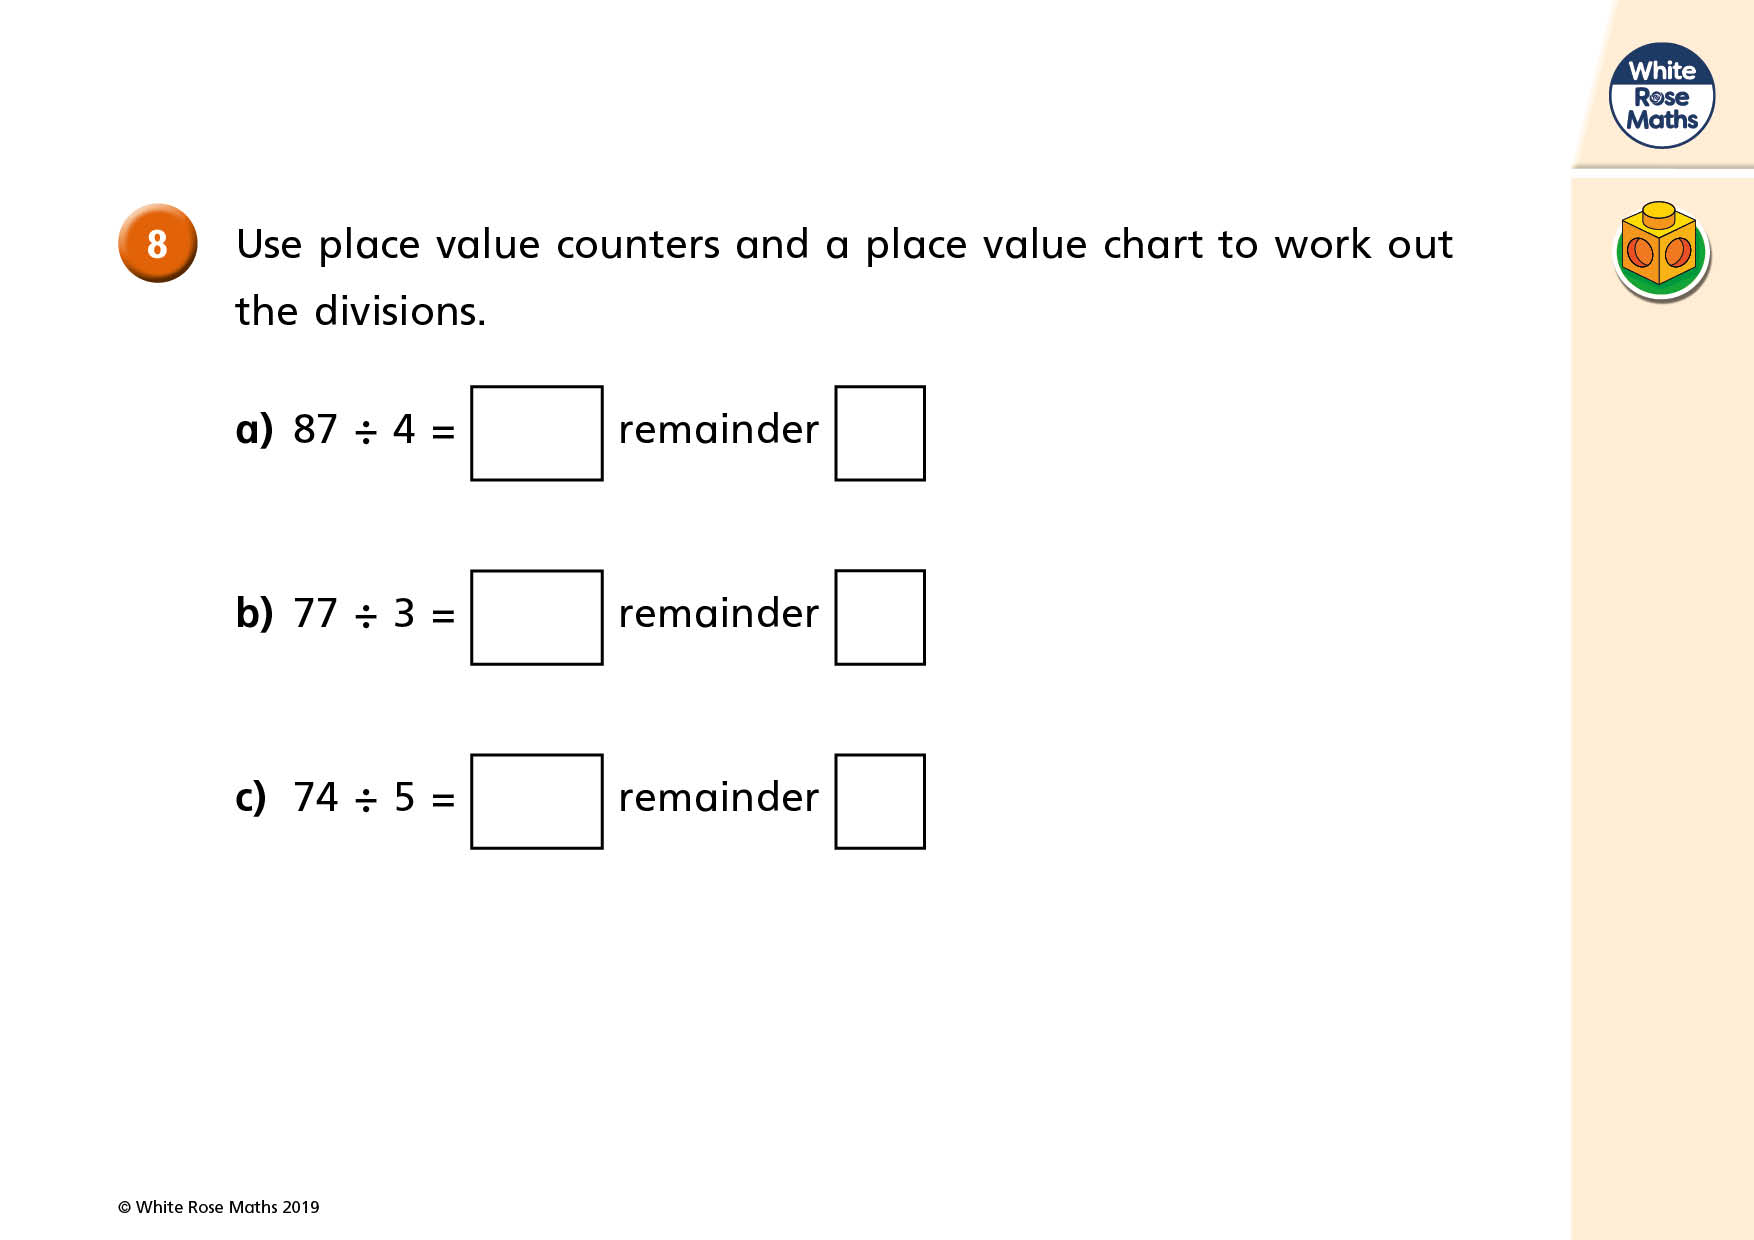 White
Rose
Maths
8 Use place value counters and a place value chart to work out
the divisions.
a) 87 ÷ 4 = remainder
b) 77 ÷ 3 = remainder
c) 74 ÷ 5 = remainder
© White Rose Maths 2019